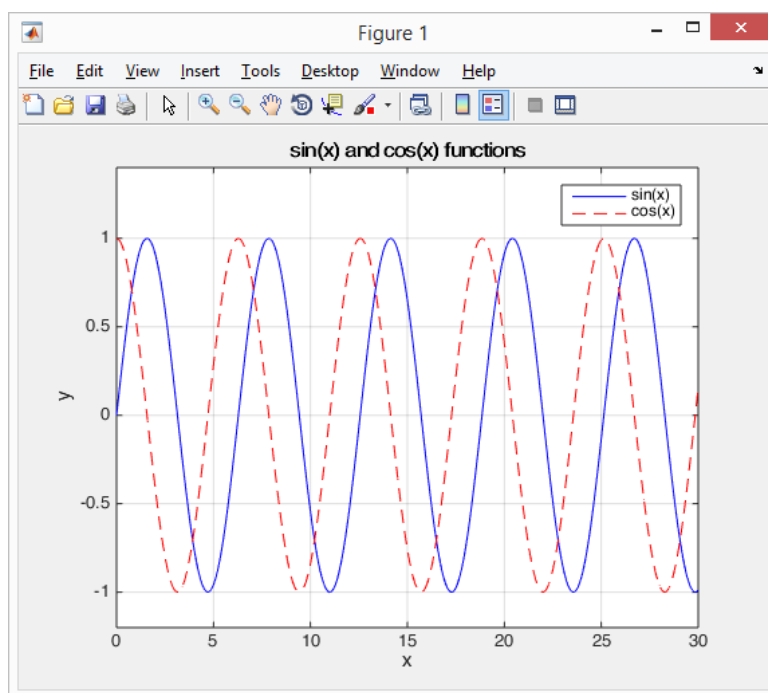 Figure 1
File Edit View Insert Tools Desktop Window Help
sin(x) and cos(x) functions
sin(x)
cos(x)
1
0.5
0
-0.5
-1
y
0 5 10 15 20 25 30
x